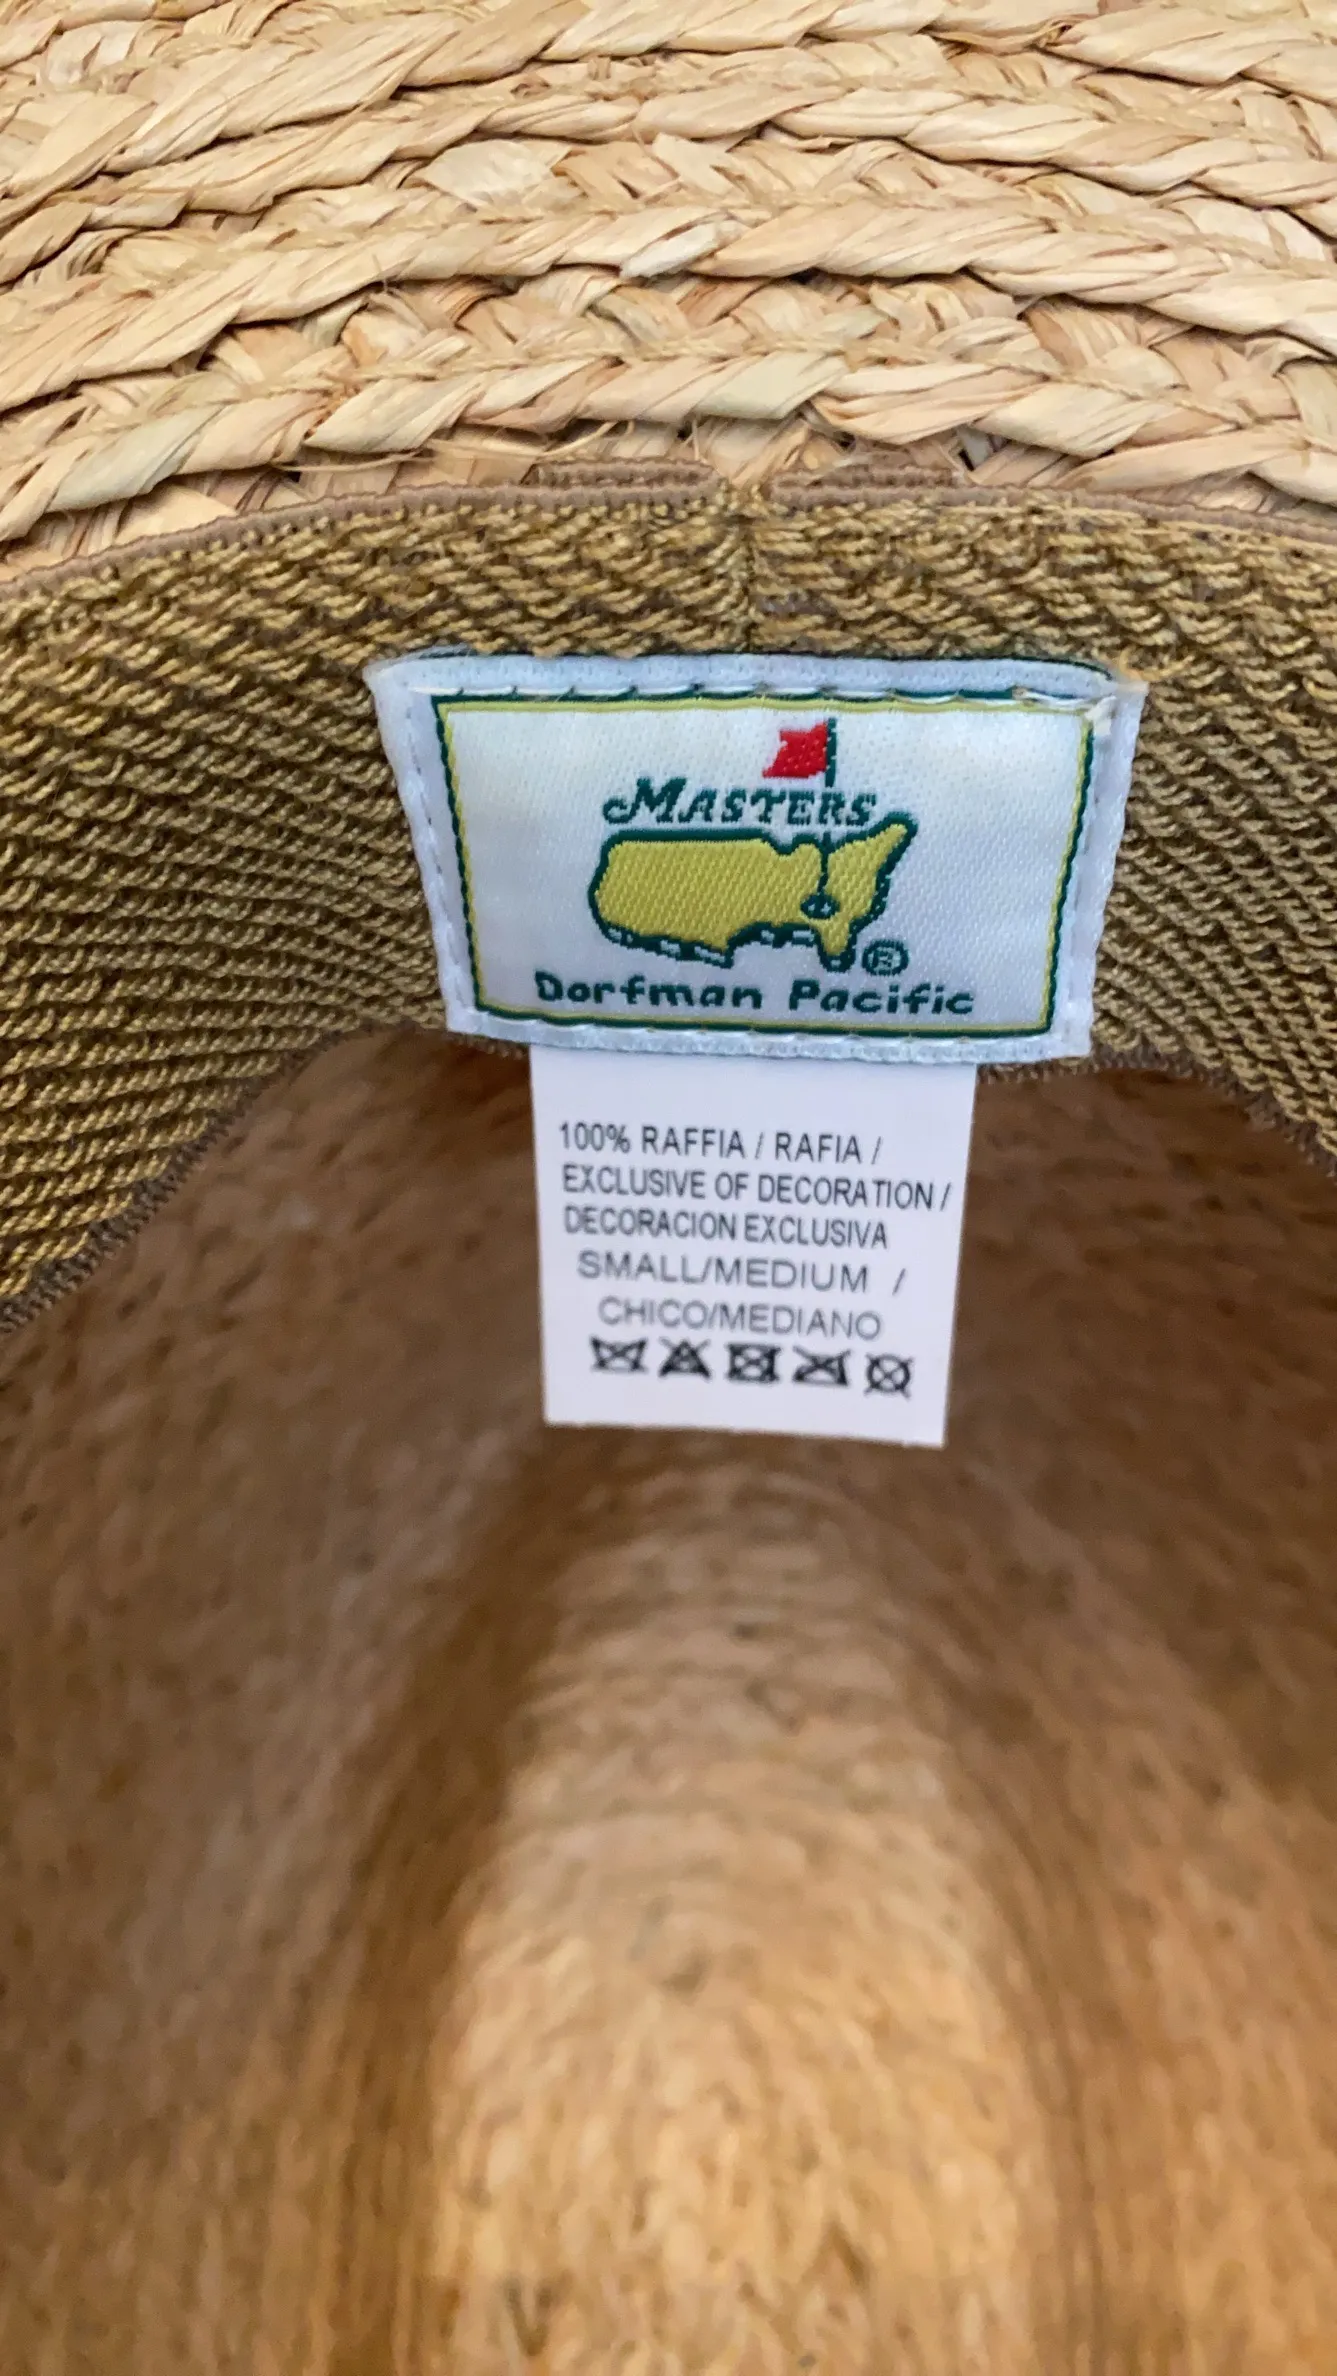 MASTERS
®
Dorfman Pacific
100% RAFFIA / RAFIA /
EXCLUSIVE OF DECORATION /
DECORACION EXCLUSIVA
SMALL/MEDIUM /
CHICO/MEDIANO